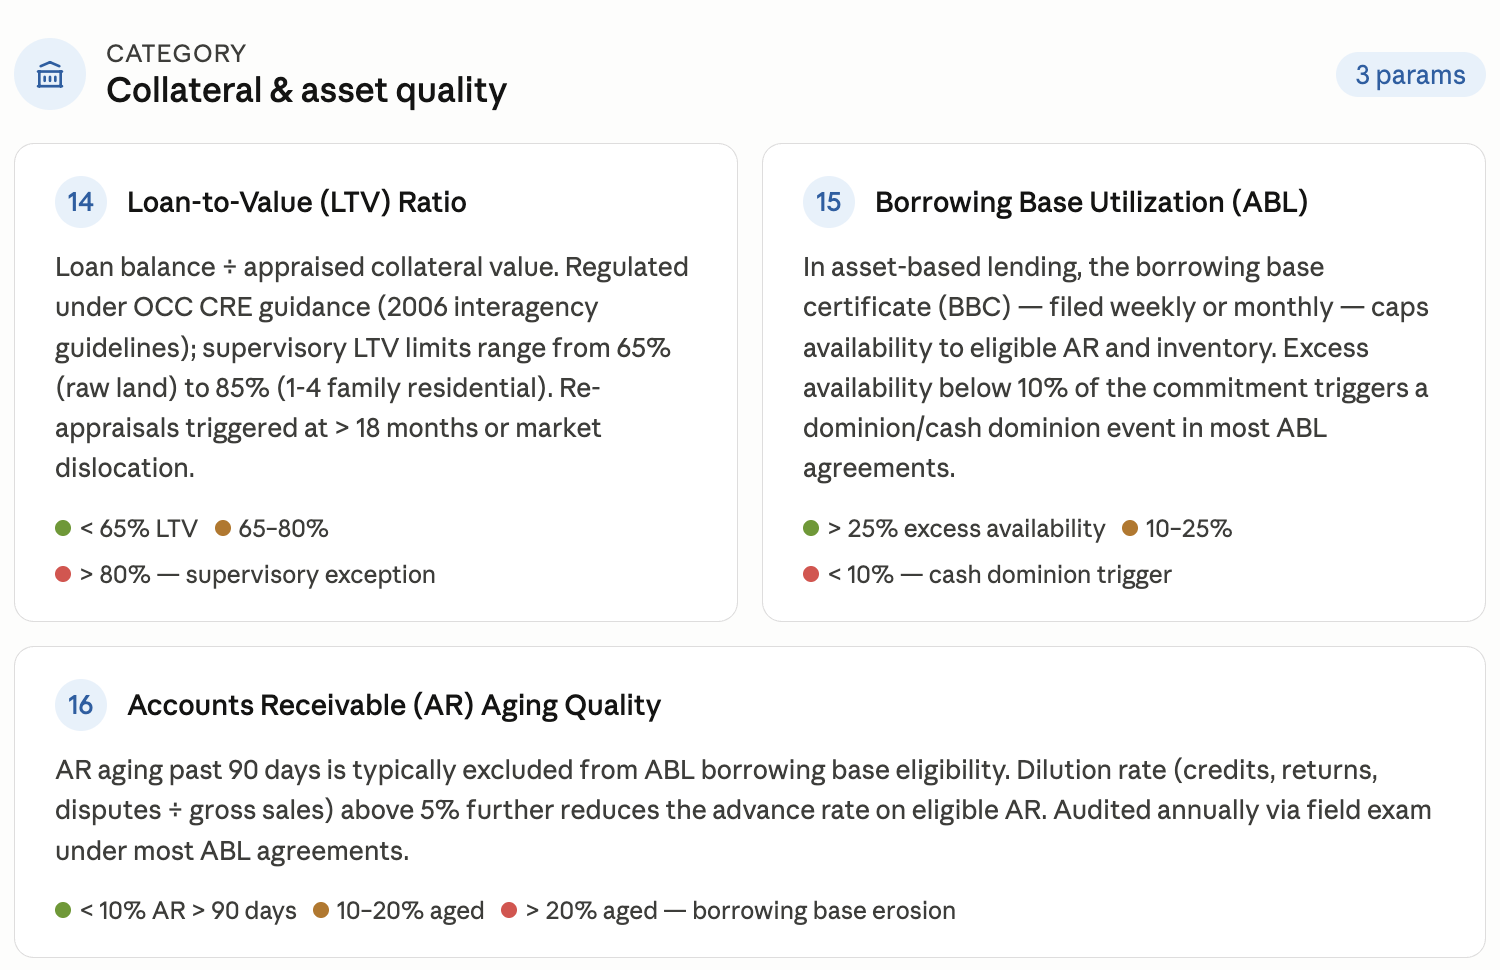 CATEGORY
Collateral & asset quality
3 params
14
Loan-to-Value (LTV) Ratio
Loan balance ÷ appraised collateral value. Regulated
under OCC CRE guidance (2006 interagency
guidelines); supervisory LTV limits range from 65%
(raw land) to 85% (1-4 family residential). Re-
appraisals triggered at > 18 months or market
dislocation.
< 65% LTV 65–80%
> 80% — supervisory exception
15
Borrowing Base Utilization (ABL)
In asset-based lending, the borrowing base
certificate (BBC) — filed weekly or monthly — caps
availability to eligible AR and inventory. Excess
availability below 10% of the commitment triggers a
dominion/cash dominion event in most ABL
agreements.
> 25% excess availability 10–25%
< 10% — cash dominion trigger
16
Accounts Receivable (AR) Aging Quality
AR aging past 90 days is typically excluded from ABL borrowing base eligibility. Dilution rate (credits, returns,
disputes ÷ gross sales) above 5% further reduces the advance rate on eligible AR. Audited annually via field exam
under most ABL agreements.
< 10% AR > 90 days 10–20% aged > 20% aged — borrowing base erosion